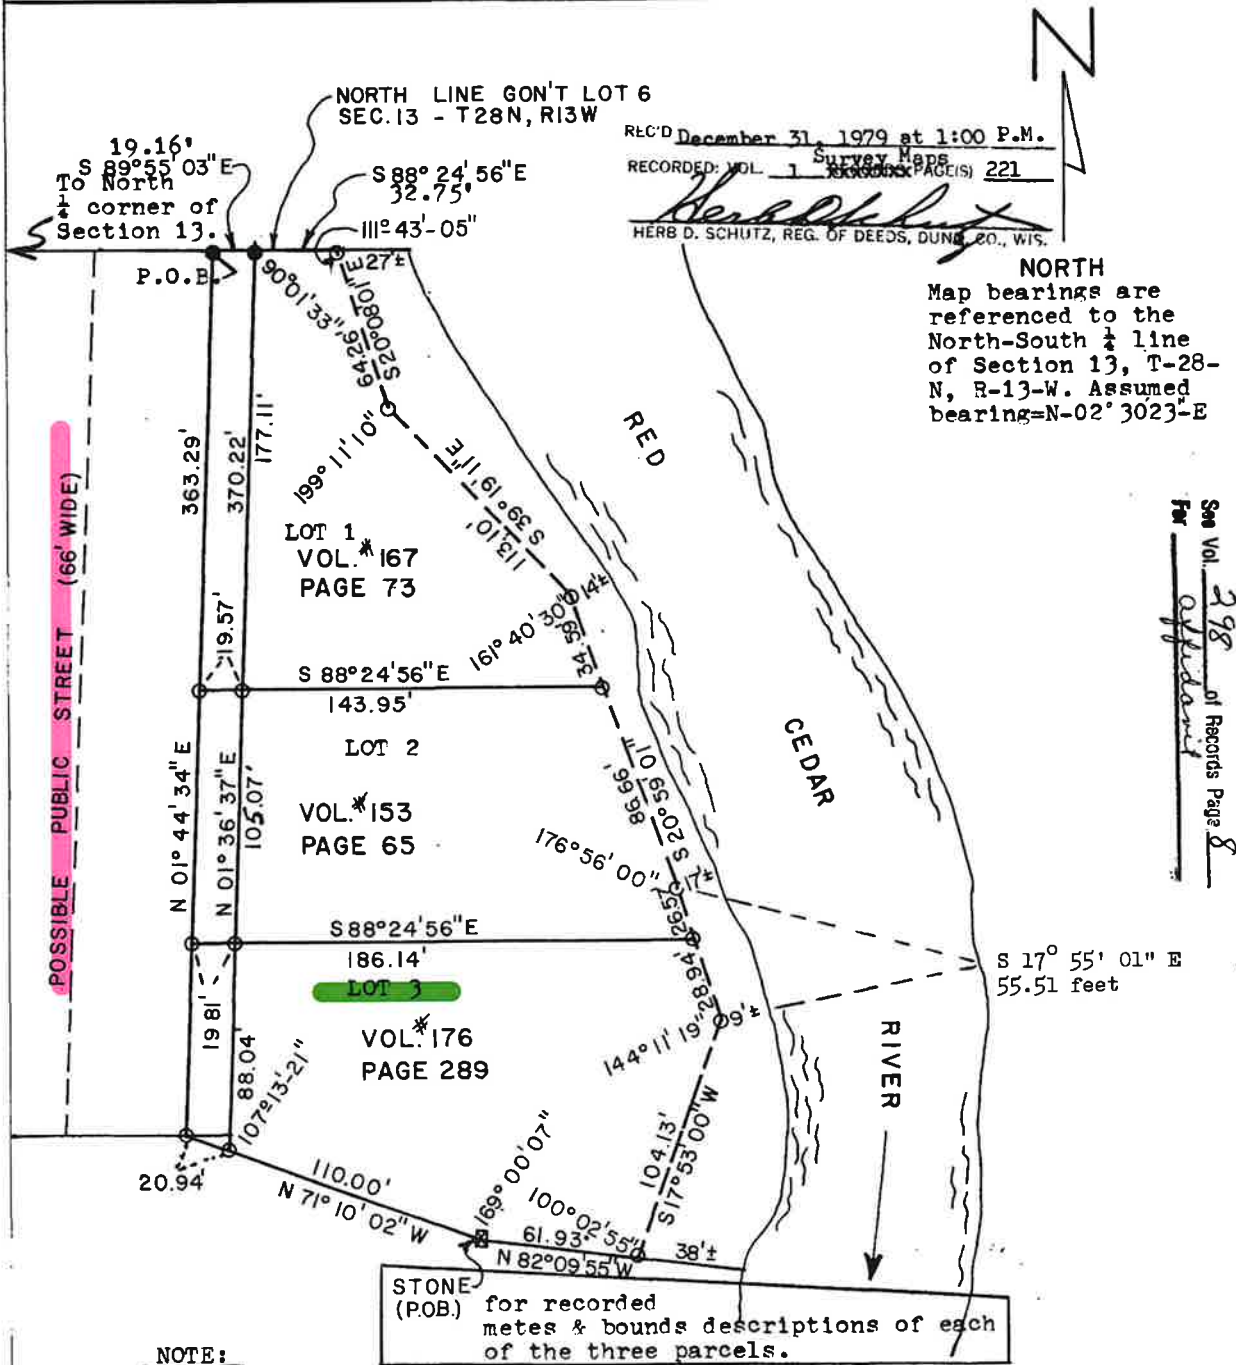 NORTH LINE GON'T LOT 6
SEC. 13 - T28N, R13W
19.16'
S 89°55'03"E
To North
¼ corner of
Section 13.
S 88° 24' 56"E
32.75'
111° 43'-05"
REC'D December 31, 1979 at 1:00 P.M.
Survey Maps
RECORDED: VOL. 1 PAGE(S) 221
HERB D. SCHUTZ, REG. OF DEEDS, DUNN CO., WIS.
P.O.B.
90°01'33"
27'±
S20°08'01"E
64.26'
NORTH
Map bearings are
referenced to the
North-South ¼ line
of Section 13, T-28-
N, R-13-W. Assumed
bearing=N-02°3023"-E
RED
CEDAR
RIVER
363.29'
370.22'
177.11'
199° 11' 10"
S 39° 19' 11"E
113.10'
LOT 1
VOL.# 167
PAGE 73
POSSIBLE PUBLIC STREET (66' WIDE)
See Vol. 298 of Records Page 8
For affidavit
19.57'
161° 40' 30"
14'±
34.59'
S 88° 24' 56"E
143.95'
LOT 2
VOL.# 153
PAGE 65
N 01° 44' 34" E
N 01° 36' 37" E
105.07'
86.66'
S 20° 59' 01"
176° 56' 00"
17'±
26.57'
S 88° 24' 56"E
186.14'
LOT 3
VOL.# 176
PAGE 289
28.94'
9'±
S 17° 55' 01" E
55.51 feet
144° 11' 19"
19 81'
88.04'
107° 13'-21"
104.13'
S17°53'00"W
20.94'
110.00'
N 71° 10' 02" W
169° 00' 07"
100° 02' 55"
61.93'
N 82° 09' 55" W
38'±
STONE
(P.OB.)
for recorded
metes & bounds descriptions of each
of the three parcels.
NOTE: